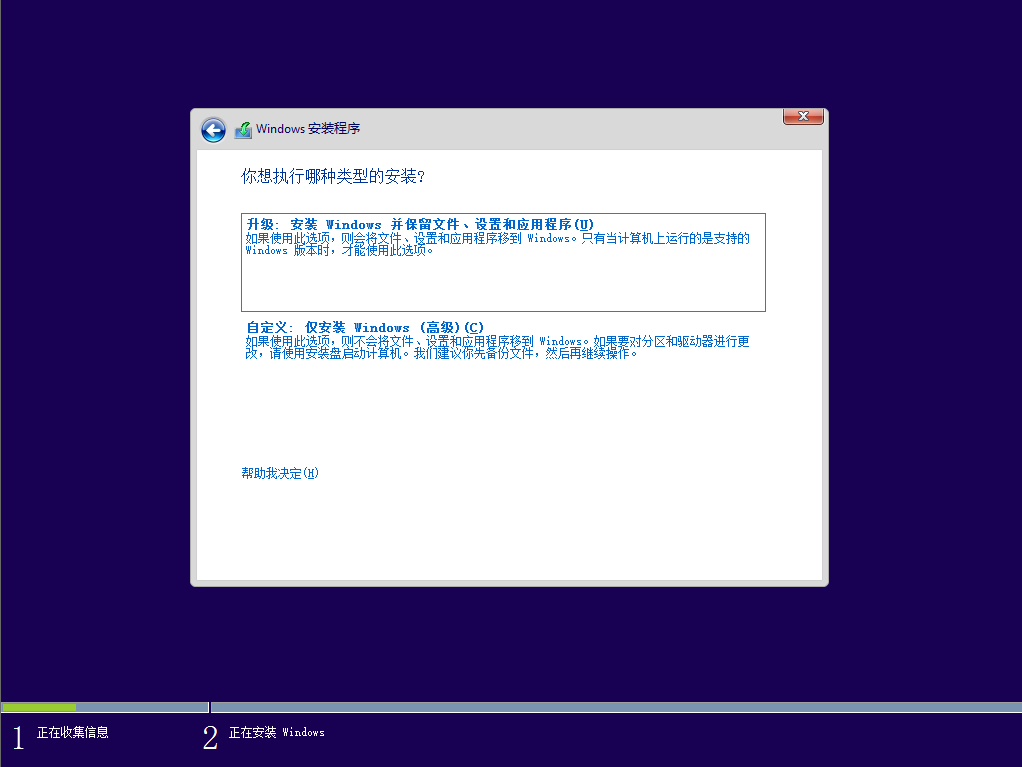 Windows 安装程序
你想执行哪种类型的安装?
升级: 安装 Windows 并保留文件、设置和应用程序(U)
如果使用此选项，则会将文件、设置和应用程序移到 Windows。只有当计算机上运行的是支持的
Windows 版本时，才能使用此选项。
自定义: 仅安装 Windows (高级)(C)
如果使用此选项，则不会将文件、设置和应用程序移到 Windows。如果要对分区和驱动器进行更
改，请使用安装盘启动计算机。我们建议你先备份文件，然后再继续操作。
帮助我决定(H)
1 正在收集信息
2 正在安装 Windows